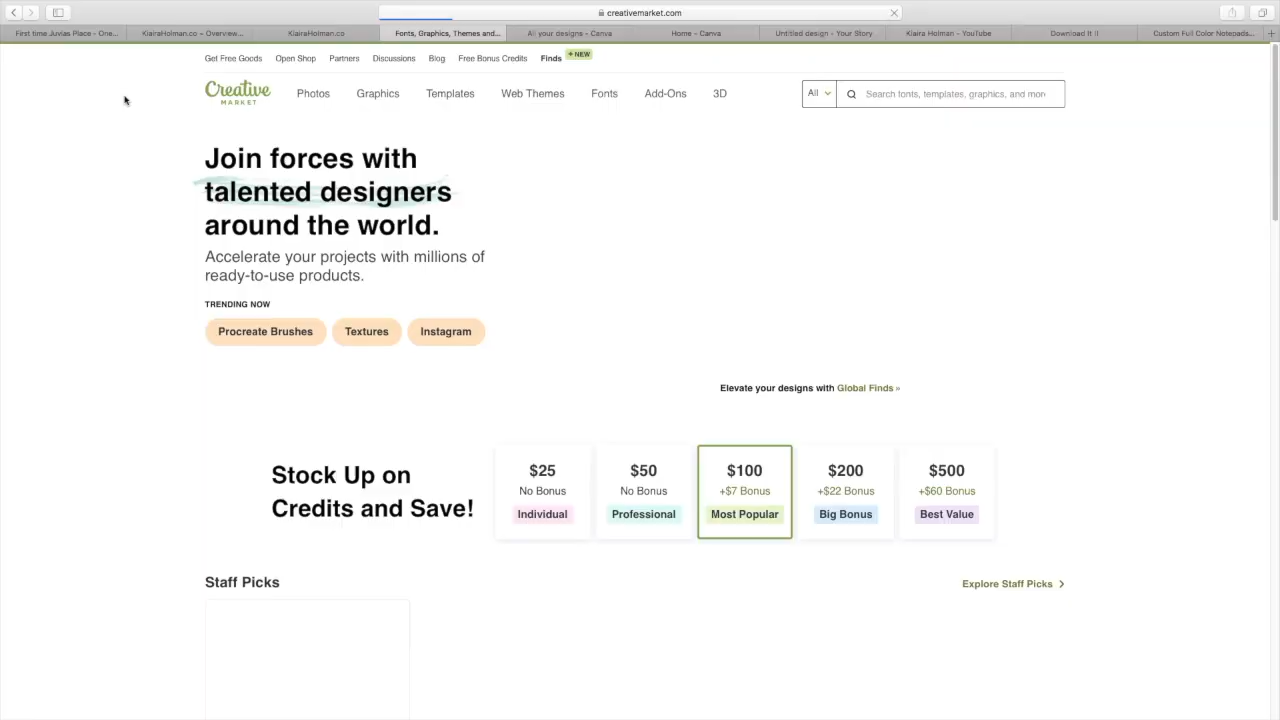 creativemarket.com
First time Juvias Place - One...
KiairaHolman.co ~ Overview...
KiairaHolman.co
Fonts, Graphics, Themes and...
All your designs - Canva
Home - Canva
Untitled design - Your Story
Kiaira Holman - YouTube
Download It ll
Custom Full Color Notepads...
Get Free Goods
Open Shop
Partners
Discussions
Blog
Free Bonus Credits
Finds
+ NEW
Creative
MARKET
Photos
Graphics
Templates
Web Themes
Fonts
Add-Ons
3D
All
Search fonts, templates, graphics, and more
Join forces with
talented designers
around the world.
Accelerate your projects with millions of
ready-to-use products.
TRENDING NOW
Procreate Brushes
Textures
Instagram
Elevate your designs with Global Finds »
Stock Up on
Credits and Save!
$25
No Bonus
Individual
$50
No Bonus
Professional
$100
+$7 Bonus
Most Popular
$200
+$22 Bonus
Big Bonus
$500
+$60 Bonus
Best Value
Staff Picks
Explore Staff Picks